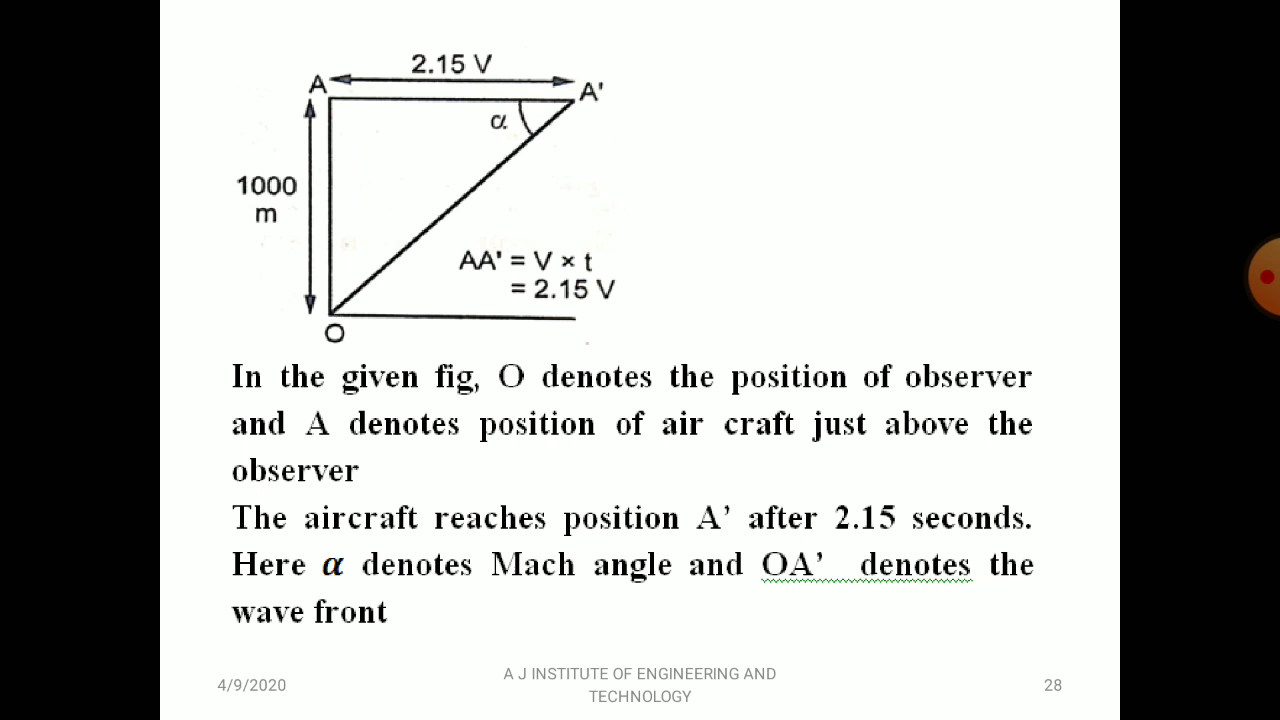 2.15 V
A
A'
α
1000
m
AA' = V × t
= 2.15 V
O
In the given fig, O denotes the position of observer
and A denotes position of air craft just above the
observer
The aircraft reaches position A’ after 2.15 seconds.
Here α denotes Mach angle and OA’ denotes the
wave front
4/9/2020
A J INSTITUTE OF ENGINEERING AND
TECHNOLOGY
28